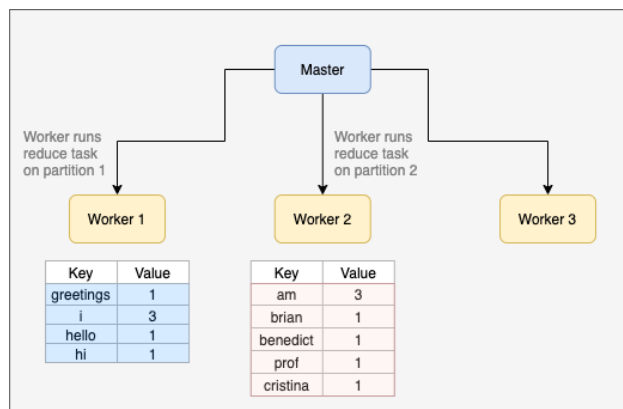 Master
Worker runs
reduce task
on partition 1
Worker runs
reduce task
on partition 2
Worker 1
Worker 2
Worker 3
Key Value
greetings 1
i 3
hello 1
hi 1
Key Value
am 3
brian 1
benedict 1
prof 1
cristina 1